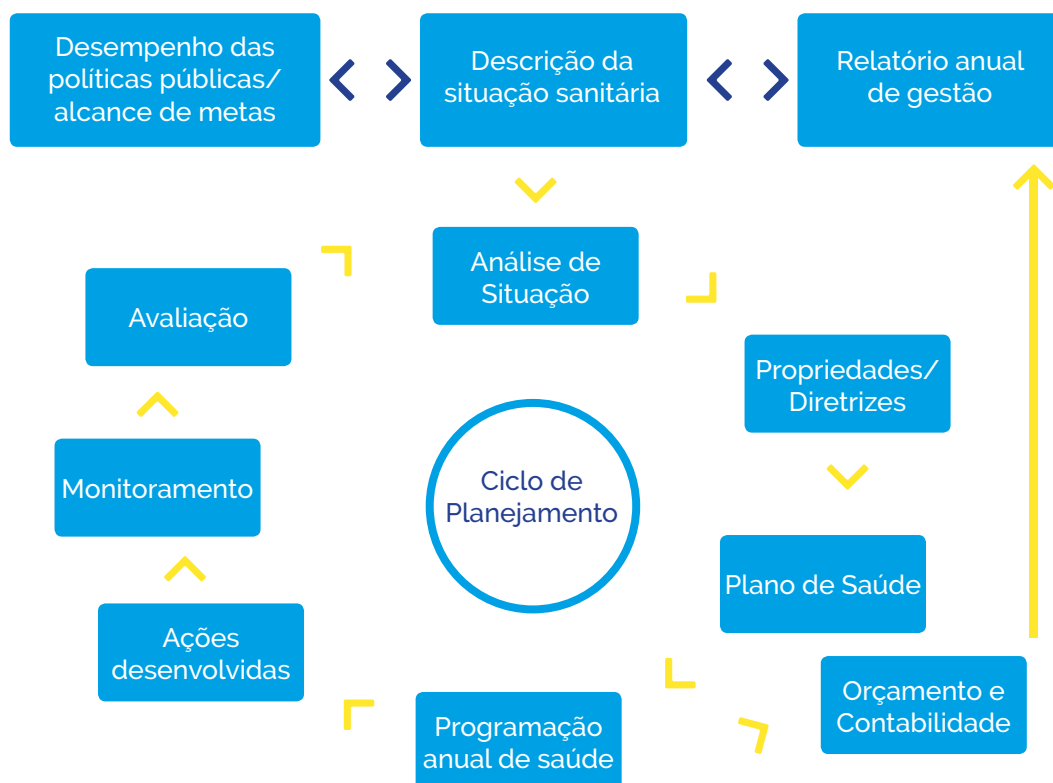 Desempenho das
políticas públicas/
alcance de metas
Descrição da
situação sanitária
Relatório anual
de gestão
Análise de
Situação
Avaliação
Propriedades/
Diretrizes
Monitoramento
Ciclo de
Planejamento
Plano de Saúde
Ações
desenvolvidas
Orçamento e
Contabilidade
Programação
anual de saúde